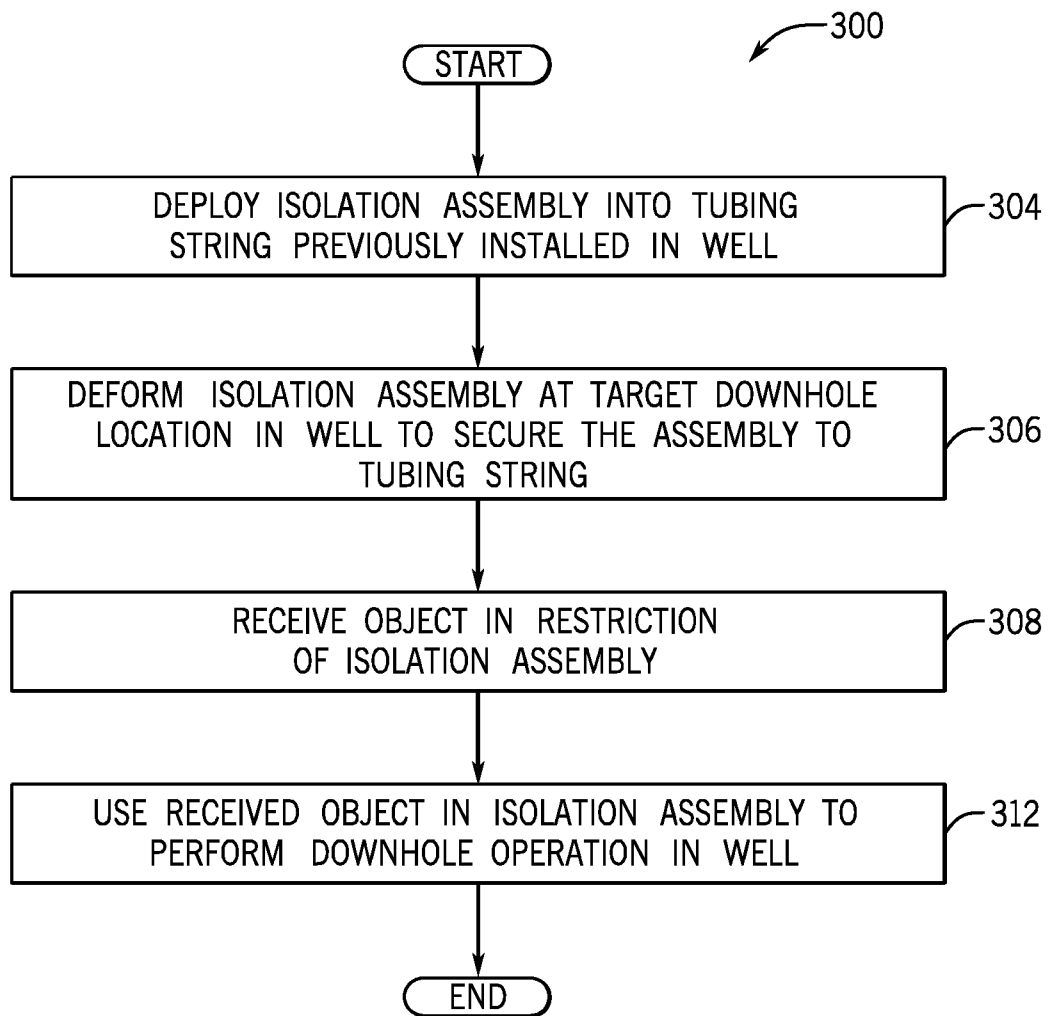 300
START
DEPLOY ISOLATION ASSEMBLY INTO TUBING
STRING PREVIOUSLY INSTALLED IN WELL
304
DEFORM ISOLATION ASSEMBLY AT TARGET DOWNHOLE
LOCATION IN WELL TO SECURE THE ASSEMBLY TO
TUBING STRING
306
RECEIVE OBJECT IN RESTRICTION
OF ISOLATION ASSEMBLY
308
USE RECEIVED OBJECT IN ISOLATION ASSEMBLY TO
PERFORM DOWNHOLE OPERATION IN WELL
312
END